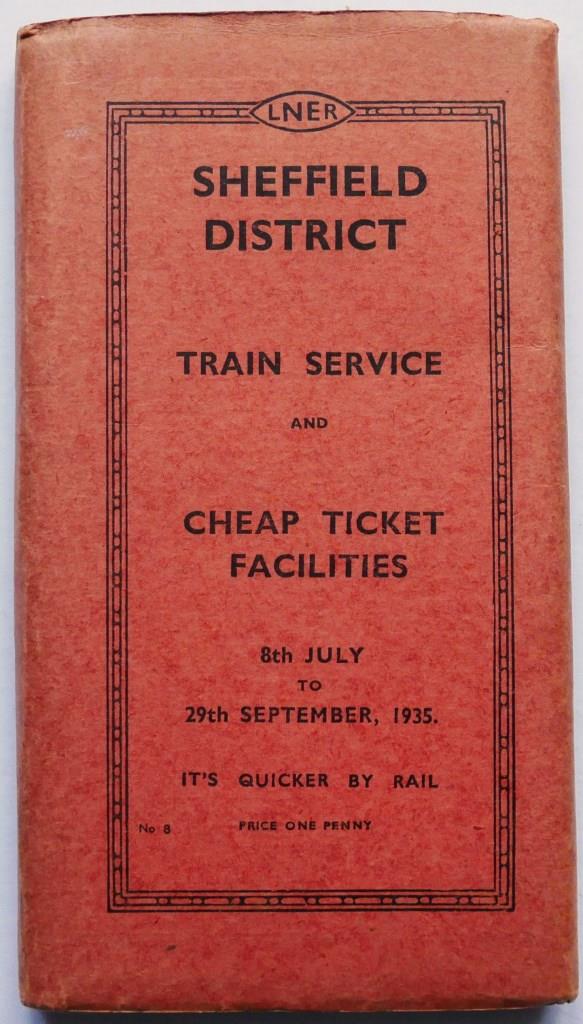 LNER
SHEFFIELD
DISTRICT
TRAIN SERVICE
AND
CHEAP TICKET
FACILITIES
8th JULY
TO
29th SEPTEMBER, 1935.
IT'S QUICKER BY RAIL
No 8 PRICE ONE PENNY